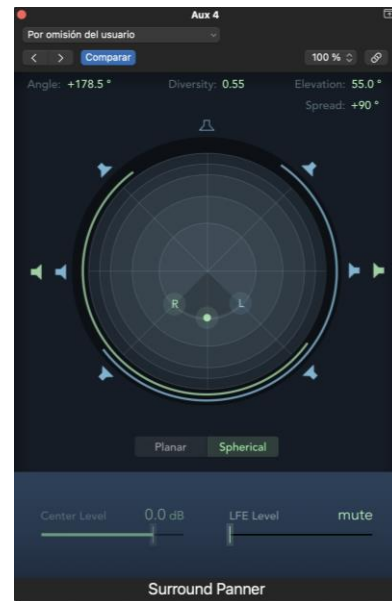 Aux 4
Por omisión del usuario
Comparar 100 %
Angle: +178.5 ° Diversity: 0.55 Elevation: 55.0 °
Spread: +90 °
R L
Planar Spherical
Center Level 0.0 dB LFE Level mute
Surround Panner